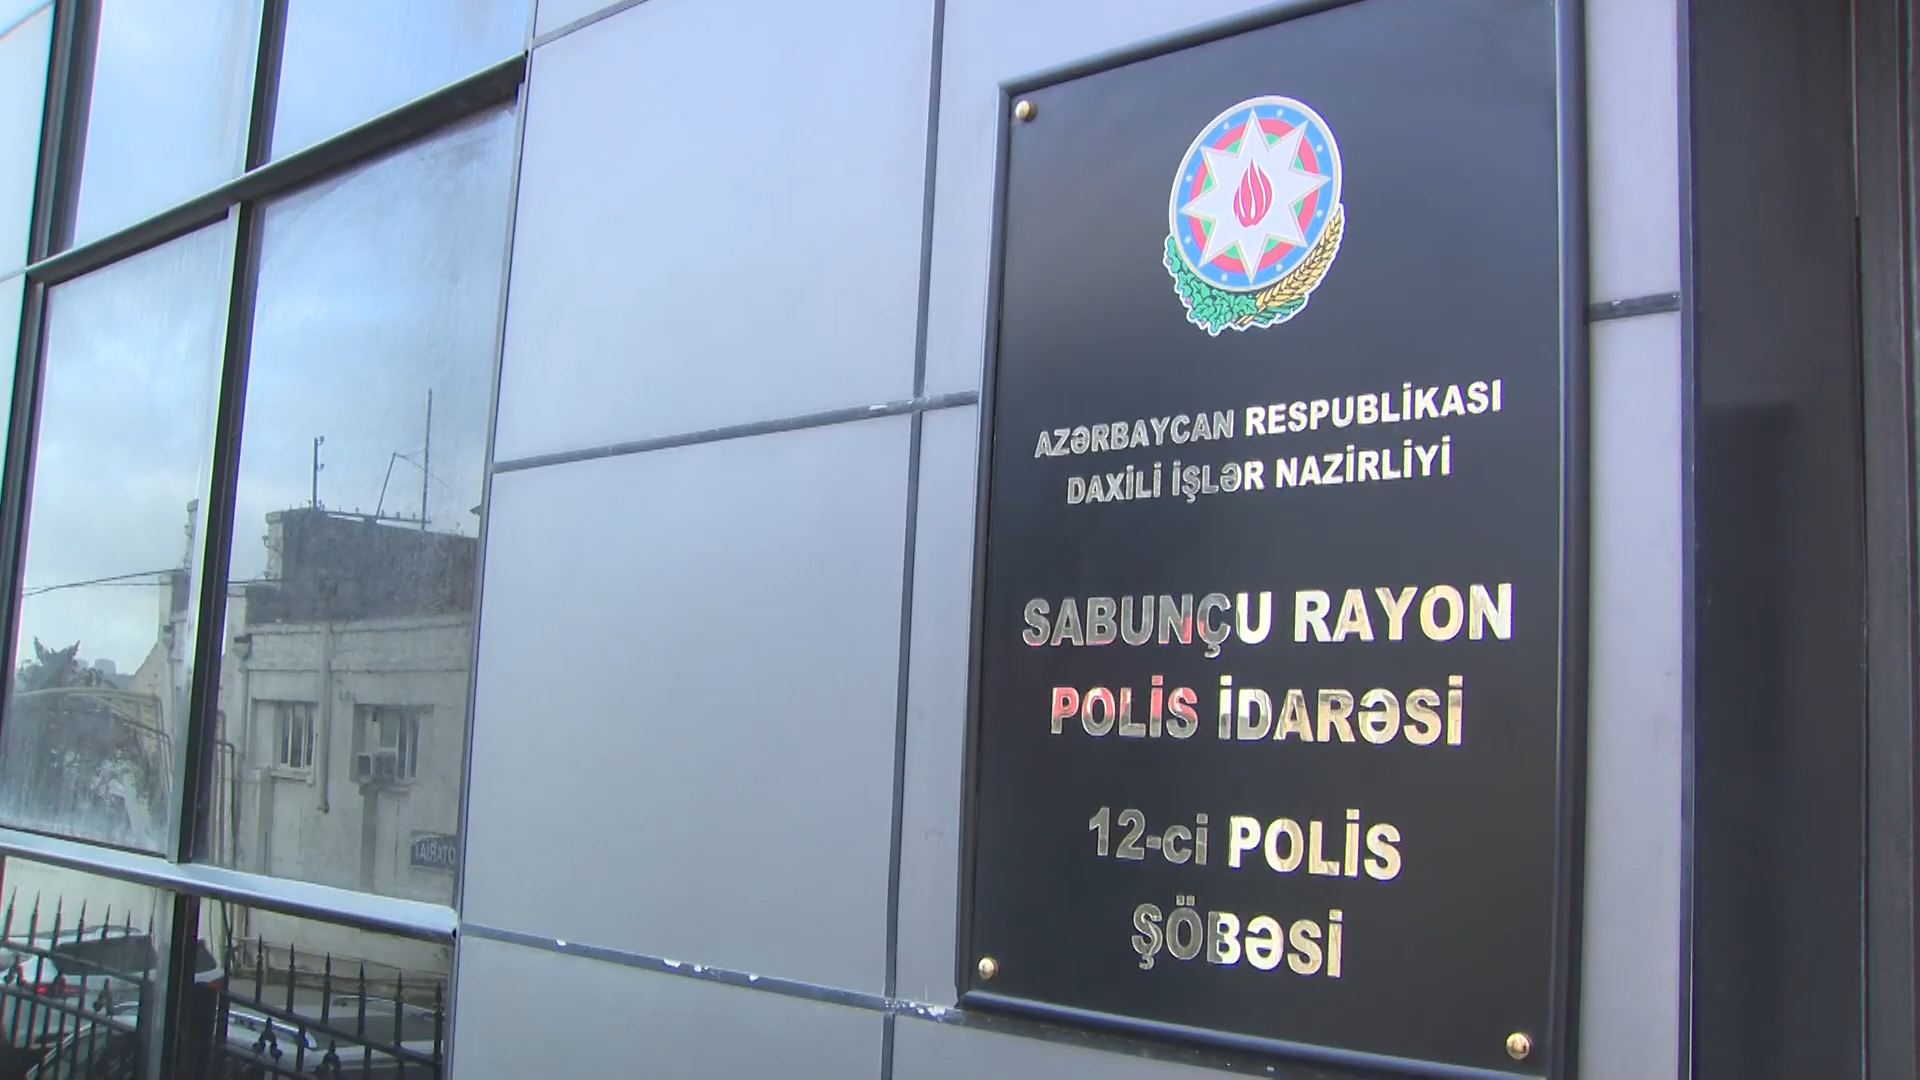 AZƏRBAYCAN RESPUBLİKASI
DAXİLİ İŞLƏR NAZİRLİYİ
SABUNÇU RAYON
POLİS İDARƏSİ
12-ci POLİS
ŞÖBƏSİ